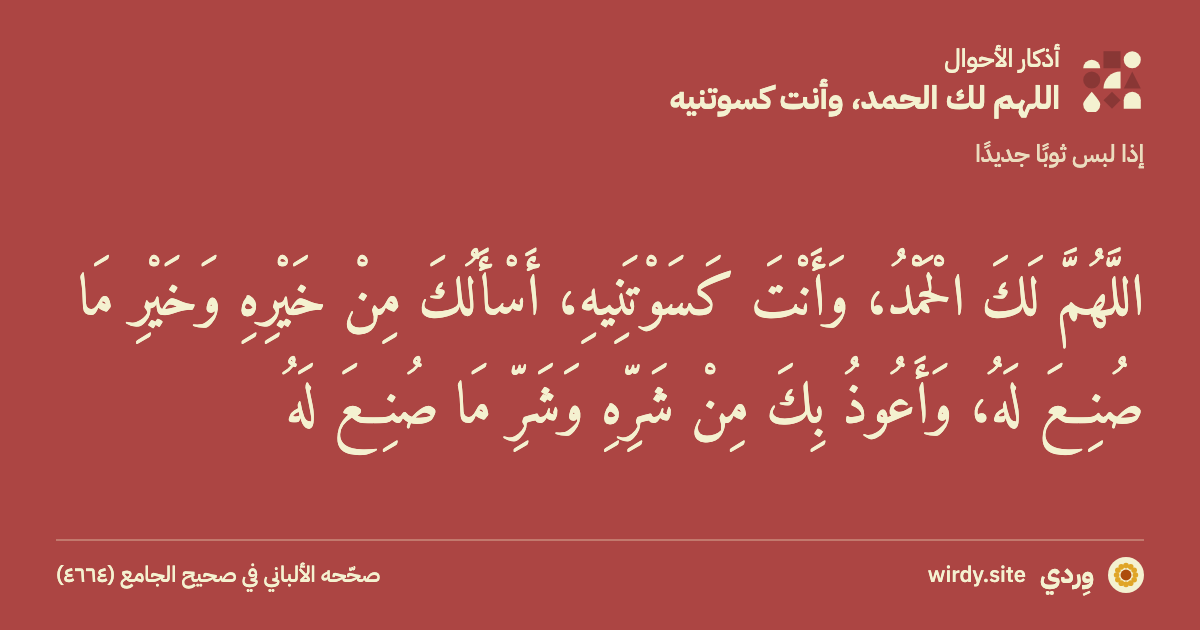 أذكار الأحوال
اللهم لك الحمد، وأنت كسوتنيه
إذا لبس ثوبًا جديدًا
اللَّهُمَّ لَكَ الْحَمْدُ، وَأَنْتَ كَسَوْتَنِيهِ، أَسْأَلُكَ مِنْ خَيْرِهِ وَخَيْرِ مَا
صُنِعَ لَهُ، وَأَعُوذُ بِكَ مِنْ شَرِّهِ وَشَرِّ مَا صُنِعَ لَهُ
وِردي wirdy.site
صحّحه الألباني في صحيح الجامع (٤٦٦٤)